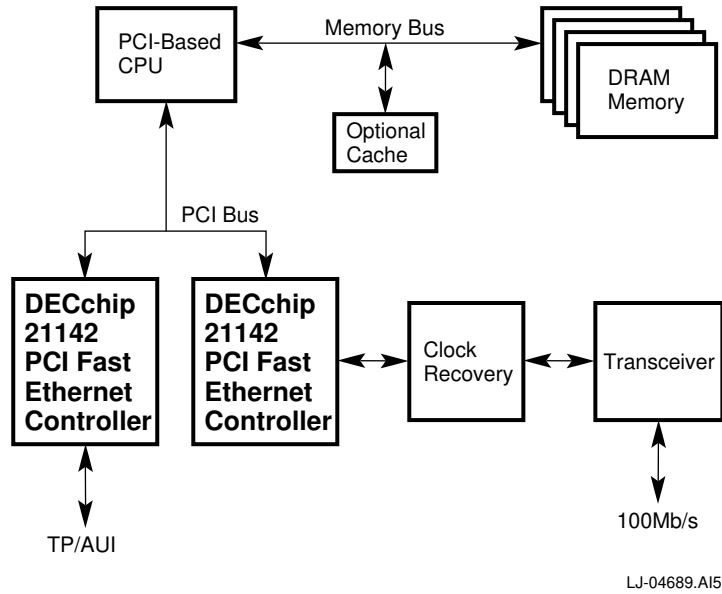 PCI-Based
CPU
Memory Bus
DRAM
Memory
Optional
Cache
PCI Bus
DECchip
21142
PCI Fast
Ethernet
Controller
DECchip
21142
PCI Fast
Ethernet
Controller
Clock
Recovery
Transceiver
TP/AUI
100Mb/s
LJ-04689.AI5